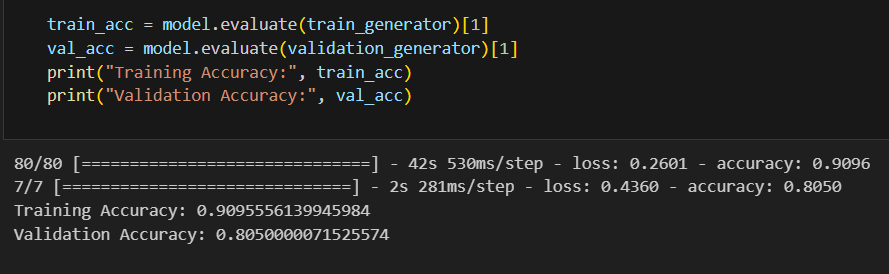 train_acc = model.evaluate(train_generator)[1]
val_acc = model.evaluate(validation_generator)[1]
print("Training Accuracy:", train_acc)
print("Validation Accuracy:", val_acc)
80/80 [==============================] - 42s 530ms/step - loss: 0.2601 - accuracy: 0.9096
7/7 [==============================] - 2s 281ms/step - loss: 0.4360 - accuracy: 0.8050
Training Accuracy: 0.9095556139945984
Validation Accuracy: 0.8050000071525574